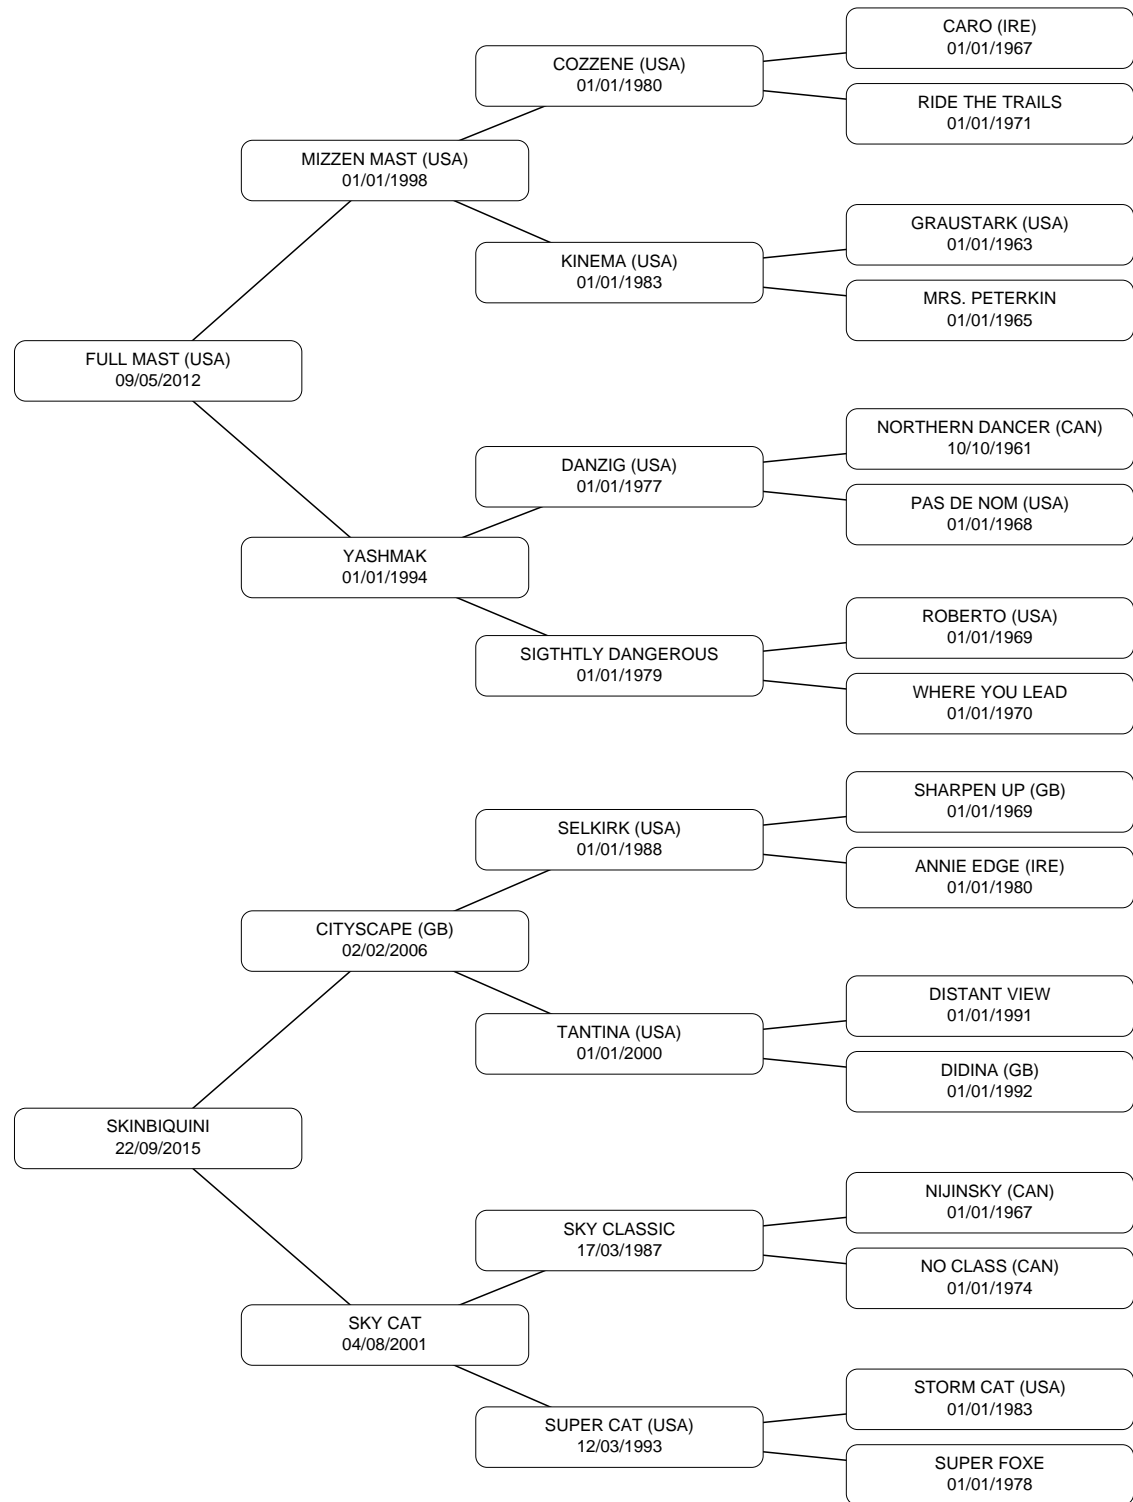 CARO (IRE)
01/01/1967
COZZENE (USA)
01/01/1980
RIDE THE TRAILS
01/01/1971
MIZZEN MAST (USA)
01/01/1998
GRAUSTARK (USA)
01/01/1963
KINEMA (USA)
01/01/1983
MRS. PETERKIN
01/01/1965
FULL MAST (USA)
09/05/2012
NORTHERN DANCER (CAN)
10/10/1961
DANZIG (USA)
01/01/1977
PAS DE NOM (USA)
01/01/1968
YASHMAK
01/01/1994
ROBERTO (USA)
01/01/1969
SIGTHTLY DANGEROUS
01/01/1979
WHERE YOU LEAD
01/01/1970
SHARPEN UP (GB)
01/01/1969
SELKIRK (USA)
01/01/1988
ANNIE EDGE (IRE)
01/01/1980
CITYSCAPE (GB)
02/02/2006
DISTANT VIEW
01/01/1991
TANTINA (USA)
01/01/2000
DIDINA (GB)
01/01/1992
SKINBIQUINI
22/09/2015
NIJINSKY (CAN)
01/01/1967
SKY CLASSIC
17/03/1987
NO CLASS (CAN)
01/01/1974
SKY CAT
04/08/2001
STORM CAT (USA)
01/01/1983
SUPER CAT (USA)
12/03/1993
SUPER FOXE
01/01/1978